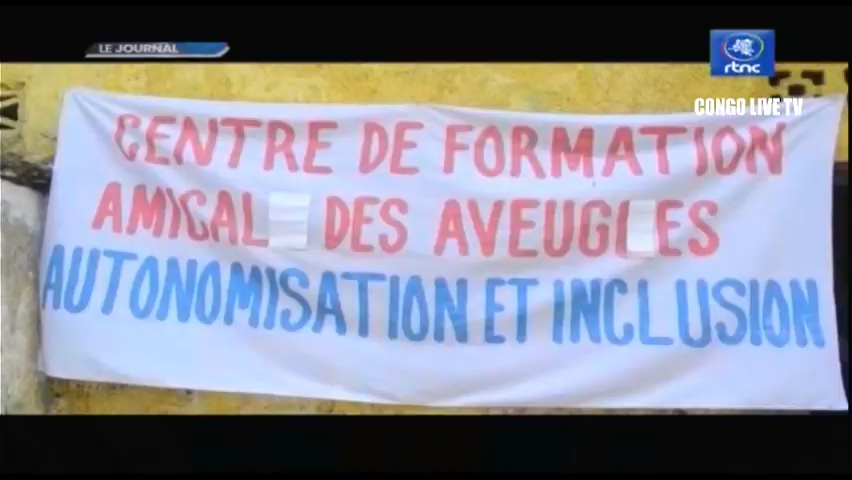 LE JOURNAL
rtnc
CONGO LIVE TV
CENTRE DE FORMATION
AMICAL DES AVEUGLES
AUTONOMISATION ET INCLUSION